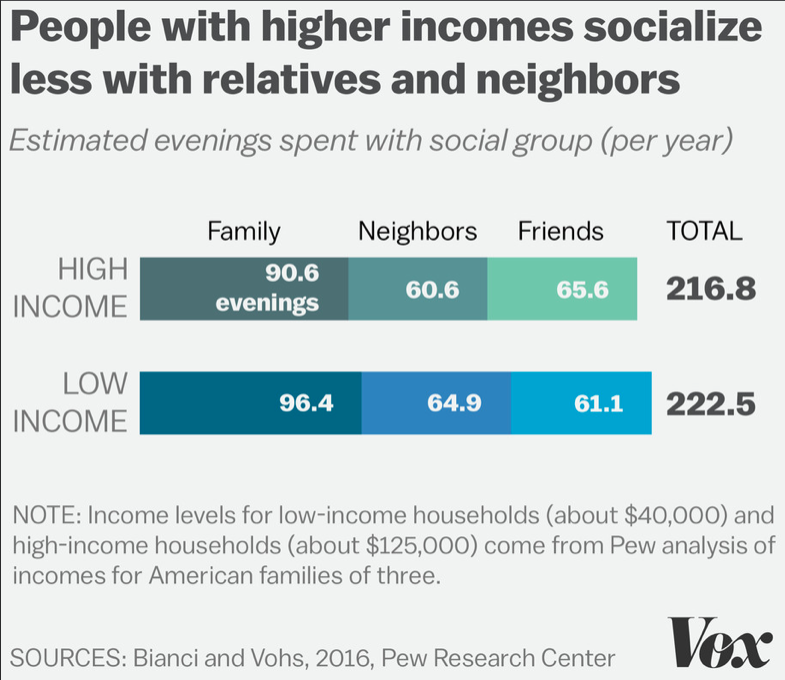 People with higher incomes socialize
less with relatives and neighbors
Estimated evenings spent with social group (per year)
Family Neighbors Friends TOTAL
HIGH
INCOME
90.6
evenings
60.6
65.6
216.8
LOW
INCOME
96.4
64.9
61.1
222.5
NOTE: Income levels for low-income households (about $40,000) and
high-income households (about $125,000) come from Pew analysis of
incomes for American families of three.
SOURCES: Bianci and Vohs, 2016, Pew Research Center
Vox